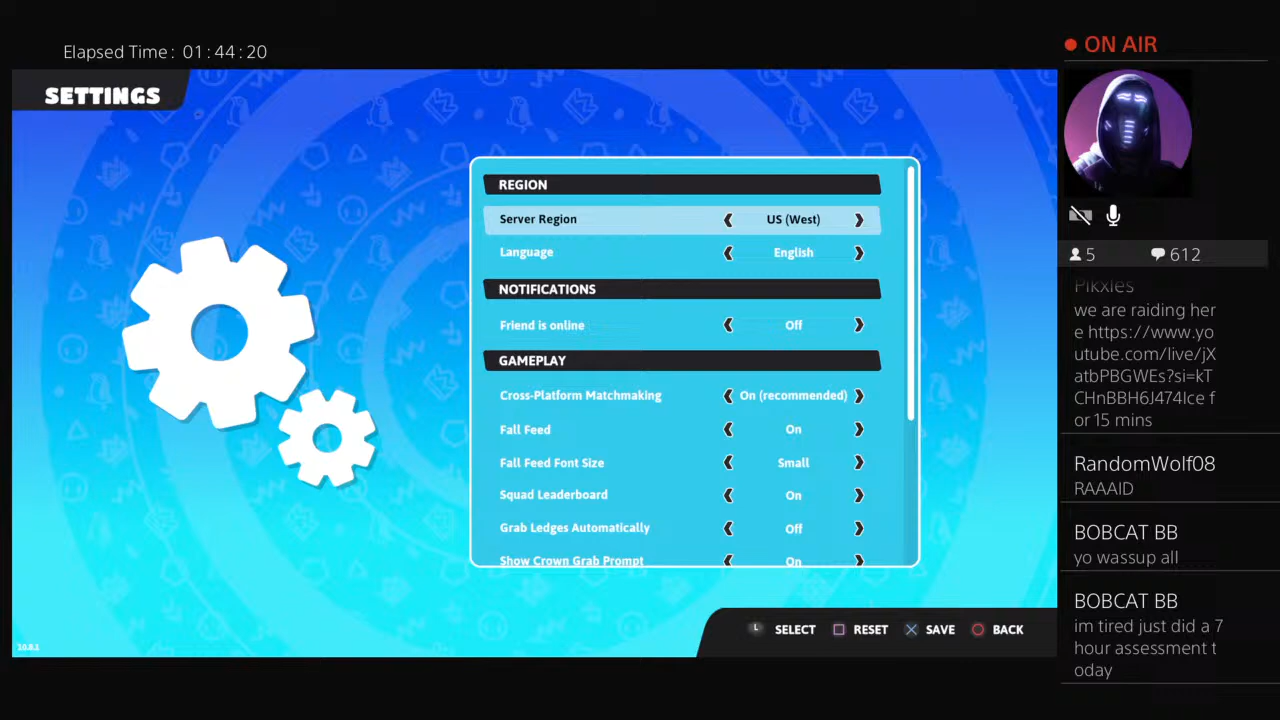 Elapsed Time: 01:44:20
ON AIR
SETTINGS
REGION
Server Region US (West)
Language English
NOTIFICATIONS
Friend is online Off
GAMEPLAY
Cross-Platform Matchmaking On (recommended)
Fall Feed On
Fall Feed Font Size Small
Squad Leaderboard On
Grab Ledges Automatically Off
Show Crown Grab Prompt On
L SELECT RESET SAVE BACK
10.8.1
5 612
Pikxies
we are raiding her
e https://www.yo
utube.com/live/jX
atbPBGWEs?si=kT
CHnBBH6J474Ice f
or 15 mins
RandomWolf08
RAAAID
BOBCAT BB
yo wassup all
BOBCAT BB
im tired just did a 7
hour assessment t
oday